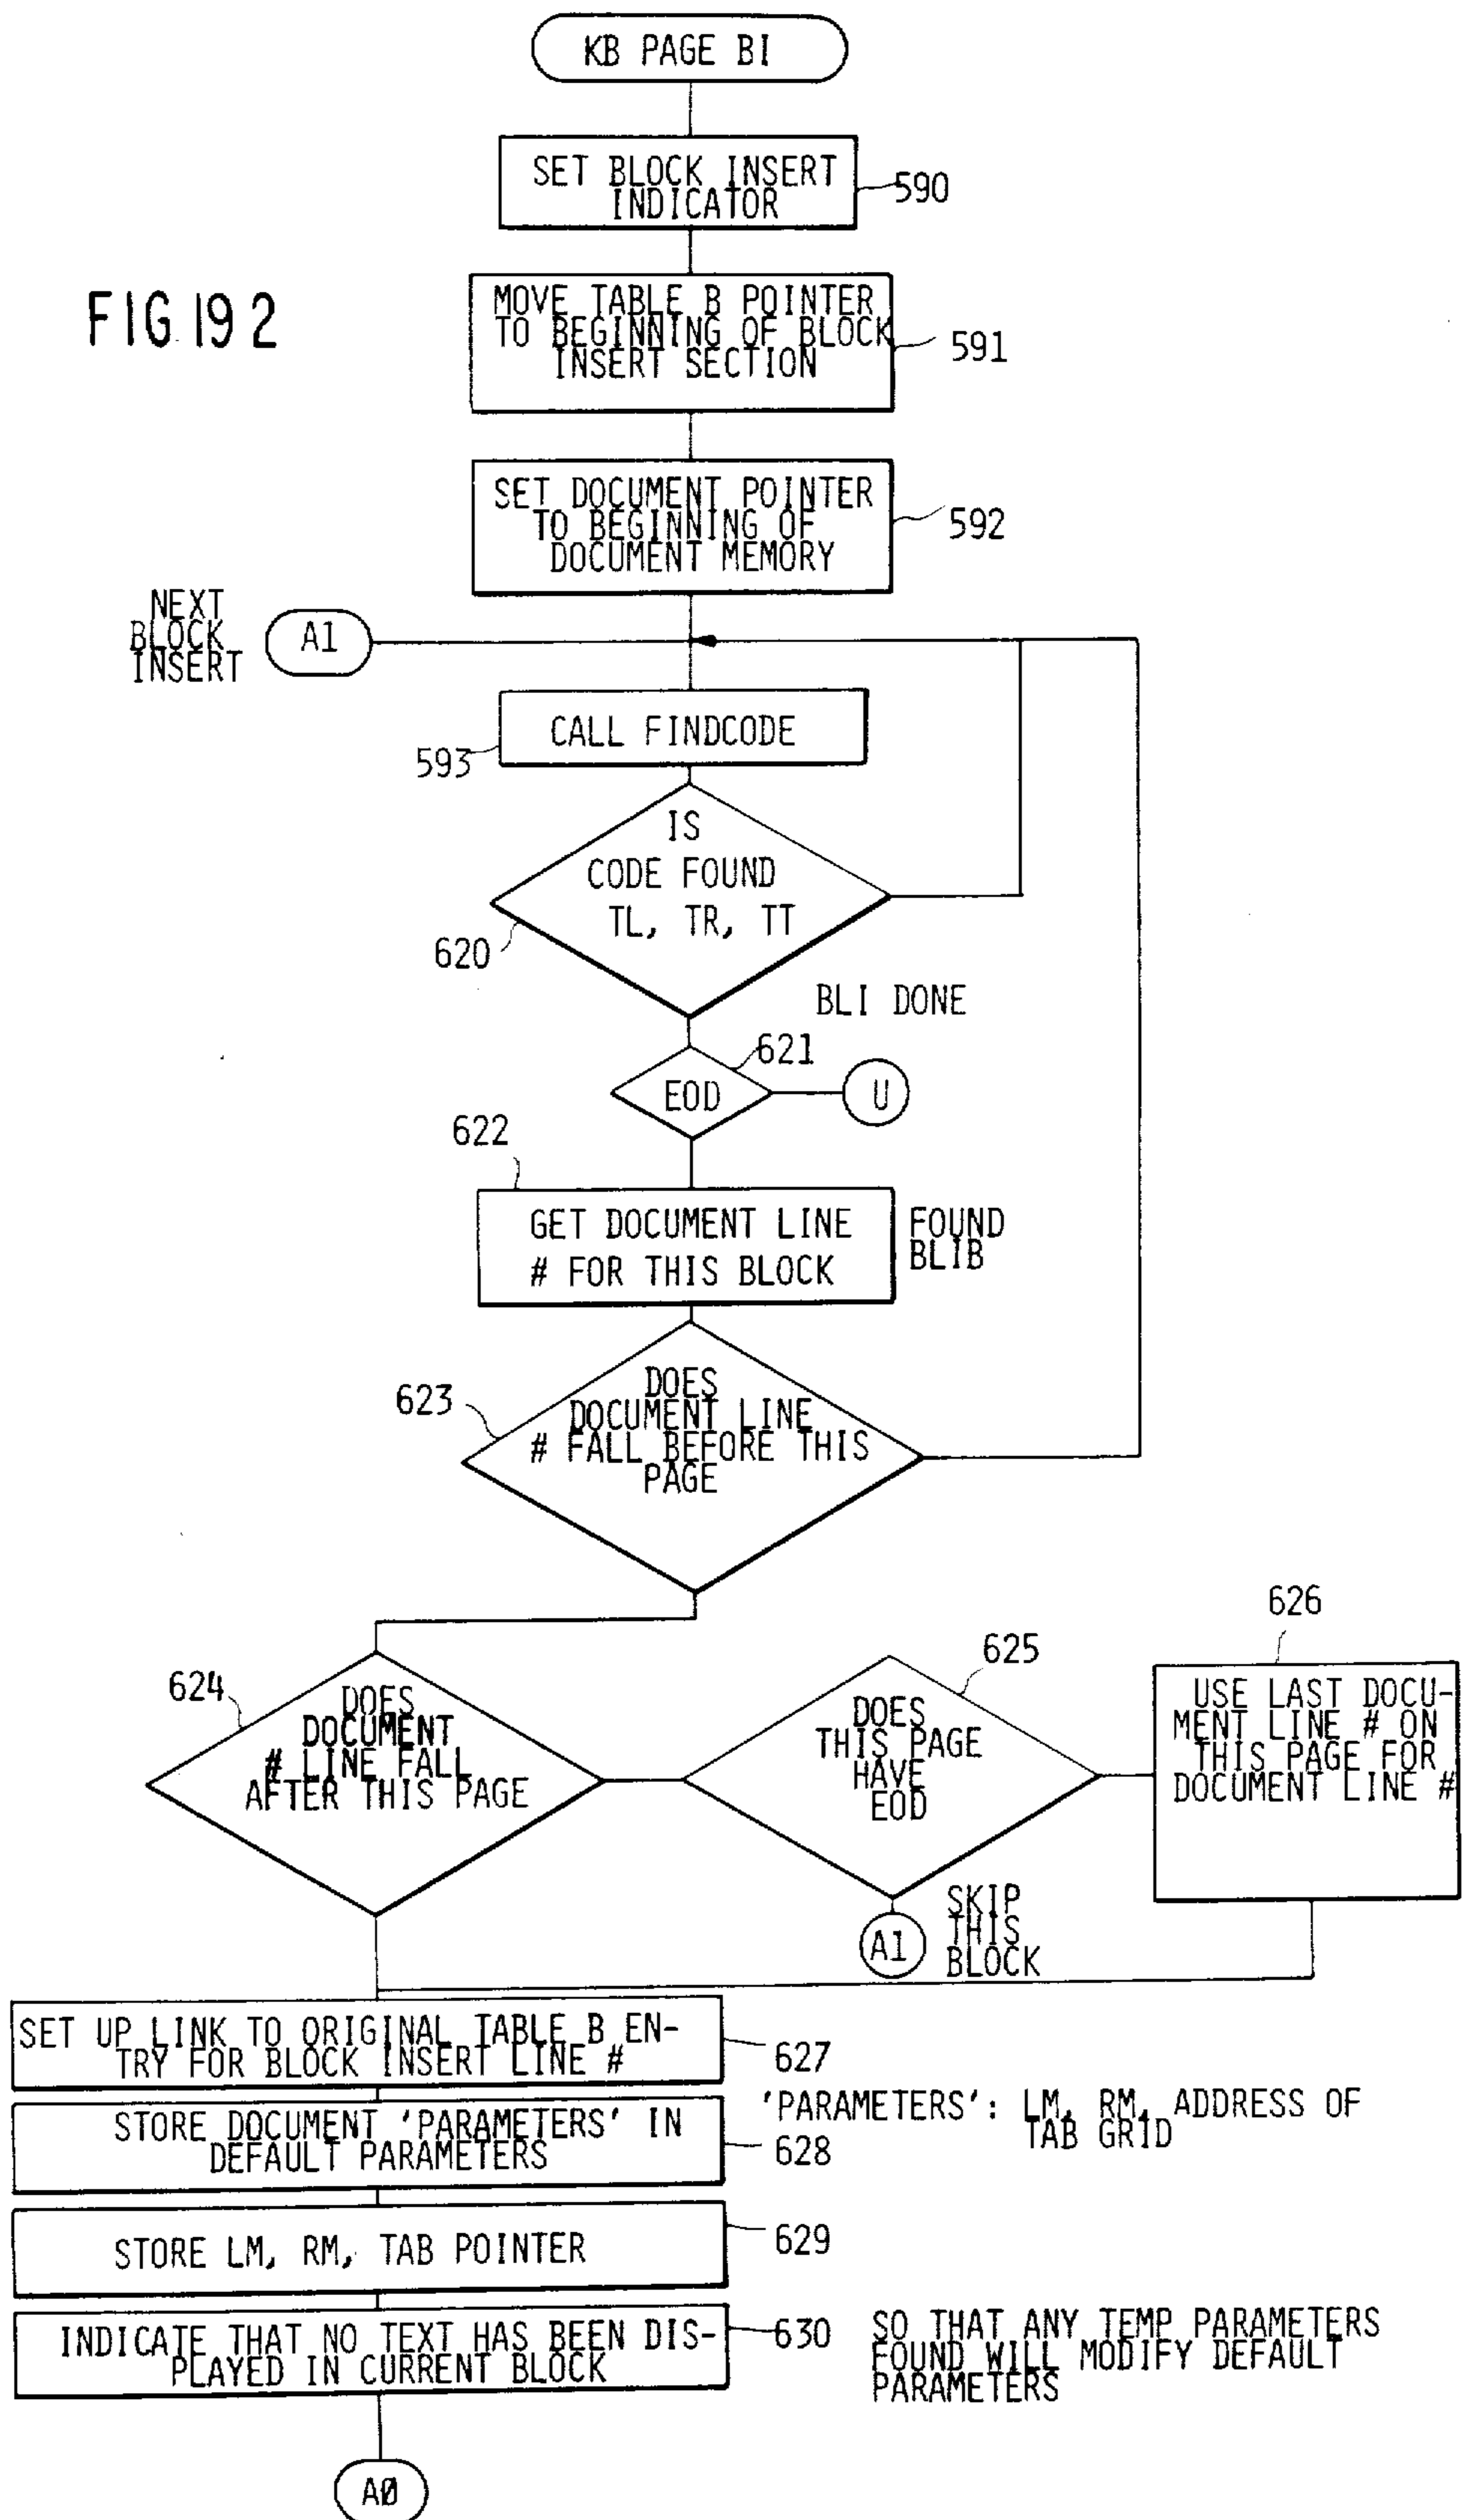 KB PAGE BI
SET BLOCK INSERT
INDICATOR
590
FIG 19 2
MOVE TABLE B POINTER
TO BEGINNING OF BLOCK
INSERT SECTION
591
SET DOCUMENT POINTER
TO BEGINNING OF
DOCUMENT MEMORY
592
NEXT
BLOCK
INSERT
A1
CALL FINDCODE
593
IS
CODE FOUND
TL, TR, TT
620
BLI DONE
621
EOD
U
622
GET DOCUMENT LINE
# FOR THIS BLOCK
FOUND
BLIB
623
DOES
DOCUMENT LINE
# FALL BEFORE THIS
PAGE
624
DOES
DOCUMENT
# LINE FALL
AFTER THIS PAGE
625
DOES
THIS PAGE
HAVE
EOD
626
USE LAST DOCU-
MENT LINE # ON
THIS PAGE FOR
DOCUMENT LINE #
A1
SKIP
THIS
BLOCK
SET UP LINK TO ORIGINAL TABLE B EN-
TRY FOR BLOCK INSERT LINE #
627
STORE DOCUMENT 'PARAMETERS' IN
DEFAULT PARAMETERS
628
'PARAMETERS': LM, RM, ADDRESS OF
TAB GRID
STORE LM, RM, TAB POINTER
629
INDICATE THAT NO TEXT HAS BEEN DIS-
PLAYED IN CURRENT BLOCK
630
SO THAT ANY TEMP PARAMETERS
FOUND WILL MODIFY DEFAULT
PARAMETERS
AØ